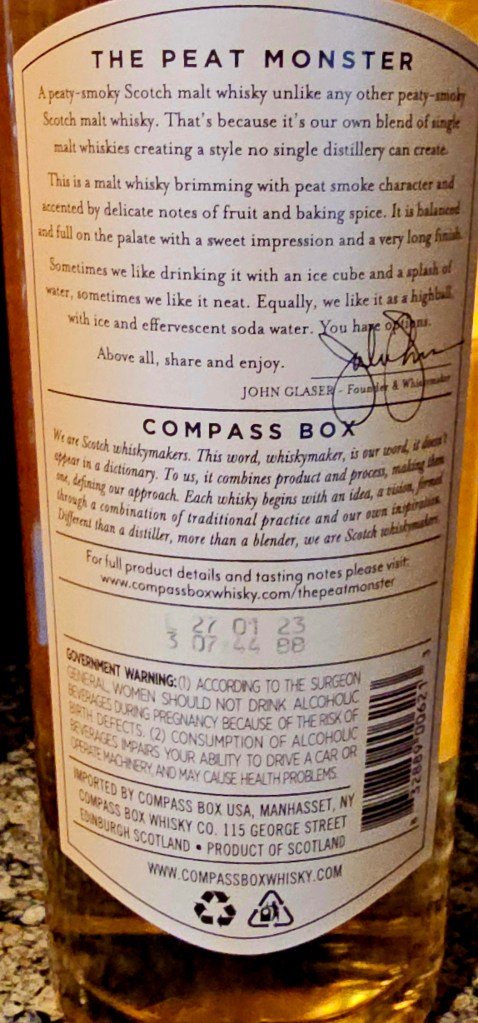 THE PEAT MONSTER
A peaty-smoky Scotch malt whisky unlike any other peaty-smoky
Scotch malt whisky. That's because it's our own blend of single
malt whiskies creating a style no single distillery can create.
This is a malt whisky brimming with peat smoke character and
accented by delicate notes of fruit and baking spice. It is balanced
and full on the palate with a sweet impression and a very long finish.
Sometimes we like drinking it with an ice cube and a splash of
water, sometimes we like it neat. Equally, we like it as a highball,
with ice and effervescent soda water. You have options.
Above all, share and enjoy.
JOHN GLASER - Founder & Whiskymaker
COMPASS BOX
We are Scotch whiskymakers. This word, whiskymaker, is our word, it doesn't
appear in a dictionary. To us, it combines product and process, making them
one, defining our approach. Each whisky begins with an idea, a vision, formed
through a combination of traditional practice and our own inspiration.
Different than a distiller, more than a blender, we are Scotch whiskymakers.
For full product details and tasting notes please visit:
www.compassboxwhisky.com/thepeatmonster
L 27 01 23
3 07 44 BB
GOVERNMENT WARNING: (1) ACCORDING TO THE SURGEON
GENERAL, WOMEN SHOULD NOT DRINK ALCOHOLIC
BEVERAGES DURING PREGNANCY BECAUSE OF THE RISK OF
BIRTH DEFECTS. (2) CONSUMPTION OF ALCOHOLIC
BEVERAGES IMPAIRS YOUR ABILITY TO DRIVE A CAR OR
OPERATE MACHINERY, AND MAY CAUSE HEALTH PROBLEMS.
IMPORTED BY COMPASS BOX USA, MANHASSET, NY
COMPASS BOX WHISKY CO. 115 GEORGE STREET
EDINBURGH SCOTLAND • PRODUCT OF SCOTLAND
WWW.COMPASSBOXWHISKY.COM